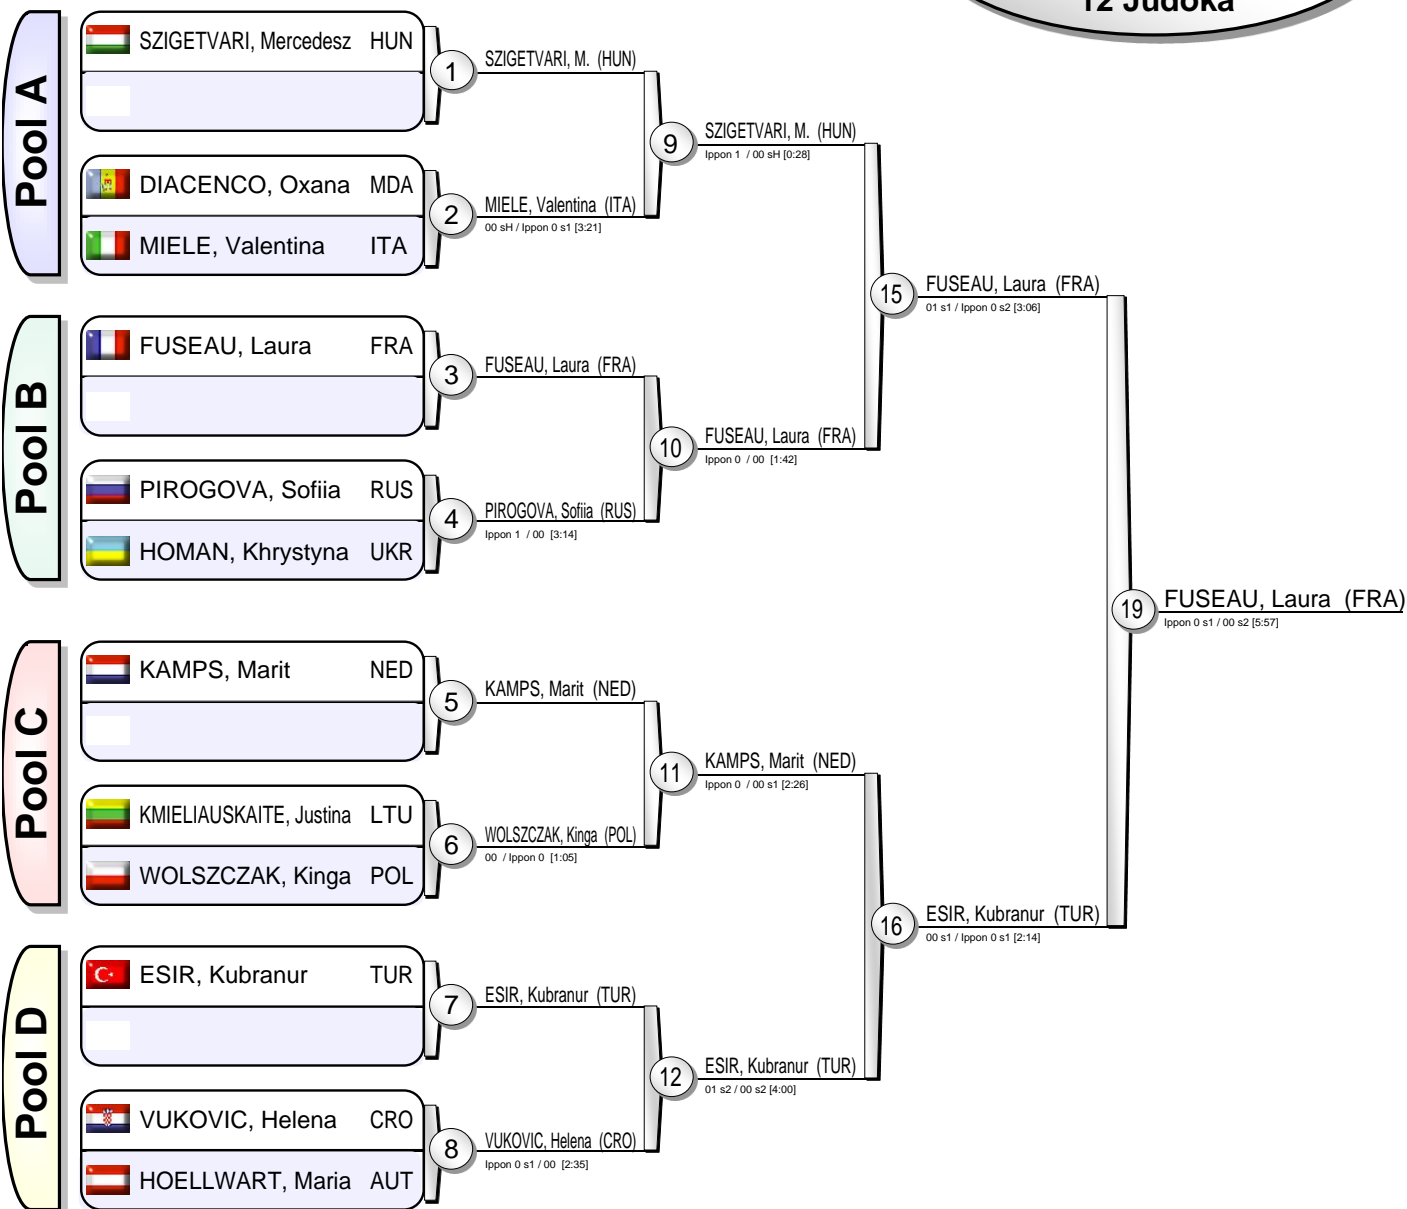 12 Judoka
Pool A
SZIGETVARI, Mercedesz HUN
DIACENCO, Oxana MDA
MIELE, Valentina ITA
Pool B
FUSEAU, Laura FRA
PIROGOVA, Sofiia RUS
HOMAN, Khrystyna UKR
Pool C
KAMPS, Marit NED
KMIELIAUSKAITE, Justina LTU
WOLSZCZAK, Kinga POL
Pool D
ESIR, Kubranur TUR
VUKOVIC, Helena CRO
HOELLWART, Maria AUT
1
SZIGETVARI, M. (HUN)
2
MIELE, Valentina (ITA)
00 sH / Ippon 0 s1 [3:21]
3
FUSEAU, Laura (FRA)
4
PIROGOVA, Sofiia (RUS)
Ippon 1 / 00 [3:14]
5
KAMPS, Marit (NED)
6
WOLSZCZAK, Kinga (POL)
00 / Ippon 0 [1:05]
7
ESIR, Kubranur (TUR)
8
VUKOVIC, Helena (CRO)
Ippon 0 s1 / 00 [2:35]
9
SZIGETVARI, M. (HUN)
Ippon 1 / 00 sH [0:28]
10
FUSEAU, Laura (FRA)
Ippon 0 / 00 [1:42]
11
KAMPS, Marit (NED)
Ippon 0 / 00 s1 [2:26]
12
ESIR, Kubranur (TUR)
01 s2 / 00 s2 [4:00]
15
FUSEAU, Laura (FRA)
01 s1 / Ippon 0 s2 [3:06]
16
ESIR, Kubranur (TUR)
00 s1 / Ippon 0 s1 [2:14]
19
FUSEAU, Laura (FRA)
Ippon 0 s1 / 00 s2 [5:57]